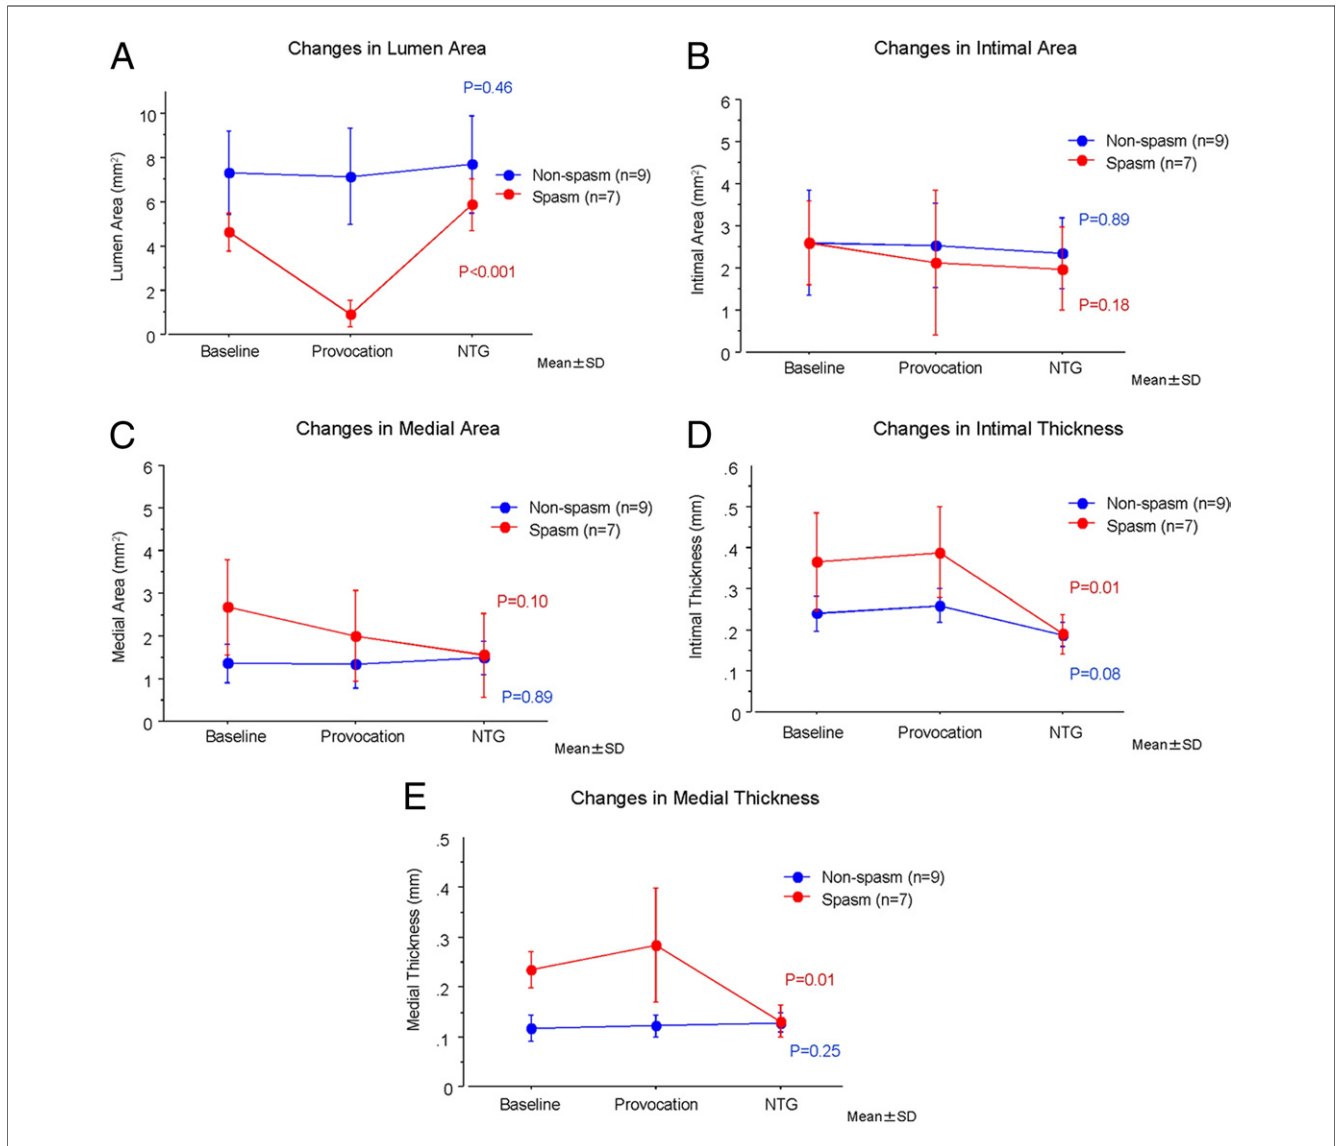 A
Changes in Lumen Area
P=0.46
10
8
6
4
2
0
Lumen Area (mm²)
Non-spasm (n=9)
Spasm (n=7)
P<0.001
Baseline
Provocation
NTG
Mean±SD
B
Changes in Intimal Area
6
5
4
3
2
1
0
Intimal Area (mm²)
Non-spasm (n=9)
Spasm (n=7)
P=0.89
P=0.18
Baseline
Provocation
NTG
Mean±SD
C
Changes in Medial Area
6
5
4
3
2
1
0
Medial Area (mm²)
Non-spasm (n=9)
Spasm (n=7)
P=0.10
P=0.89
Baseline
Provocation
NTG
Mean±SD
D
Changes in Intimal Thickness
.6
.5
.4
.3
.2
.1
0
Intimal Thickness (mm)
Non-spasm (n=9)
Spasm (n=7)
P=0.01
P=0.08
Baseline
Provocation
NTG
Mean±SD
E
Changes in Medial Thickness
.5
.4
.3
.2
.1
0
Medial Thickness (mm)
Non-spasm (n=9)
Spasm (n=7)
P=0.01
P=0.25
Baseline
Provocation
NTG
Mean±SD